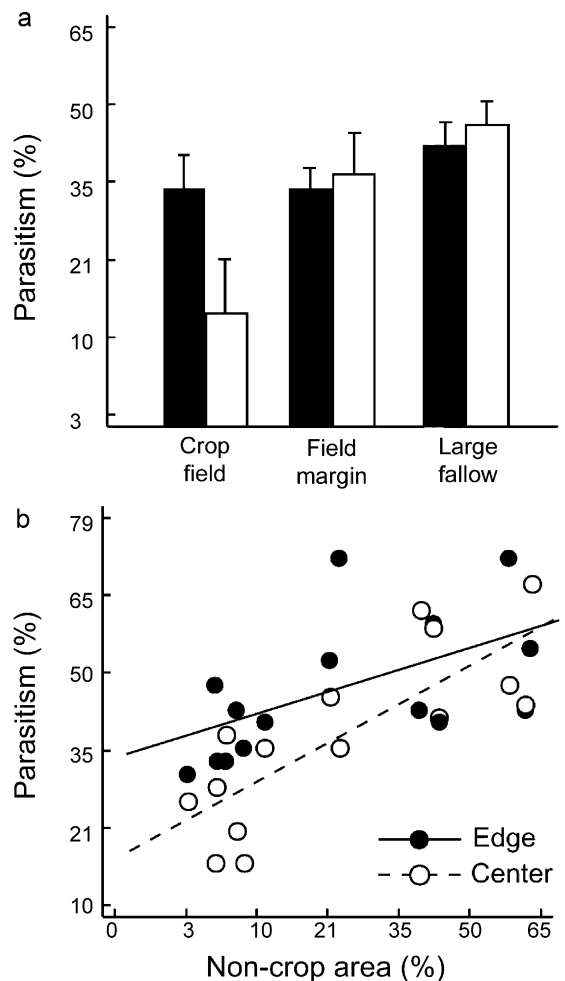 a
Parasitism (%)
65
50
35
21
10
3
Crop
field
Field
margin
Large
fallow
b
Parasitism (%)
79
65
50
35
21
10
Edge
Center
0 3 10 21 35 50 65
Non-crop area (%)